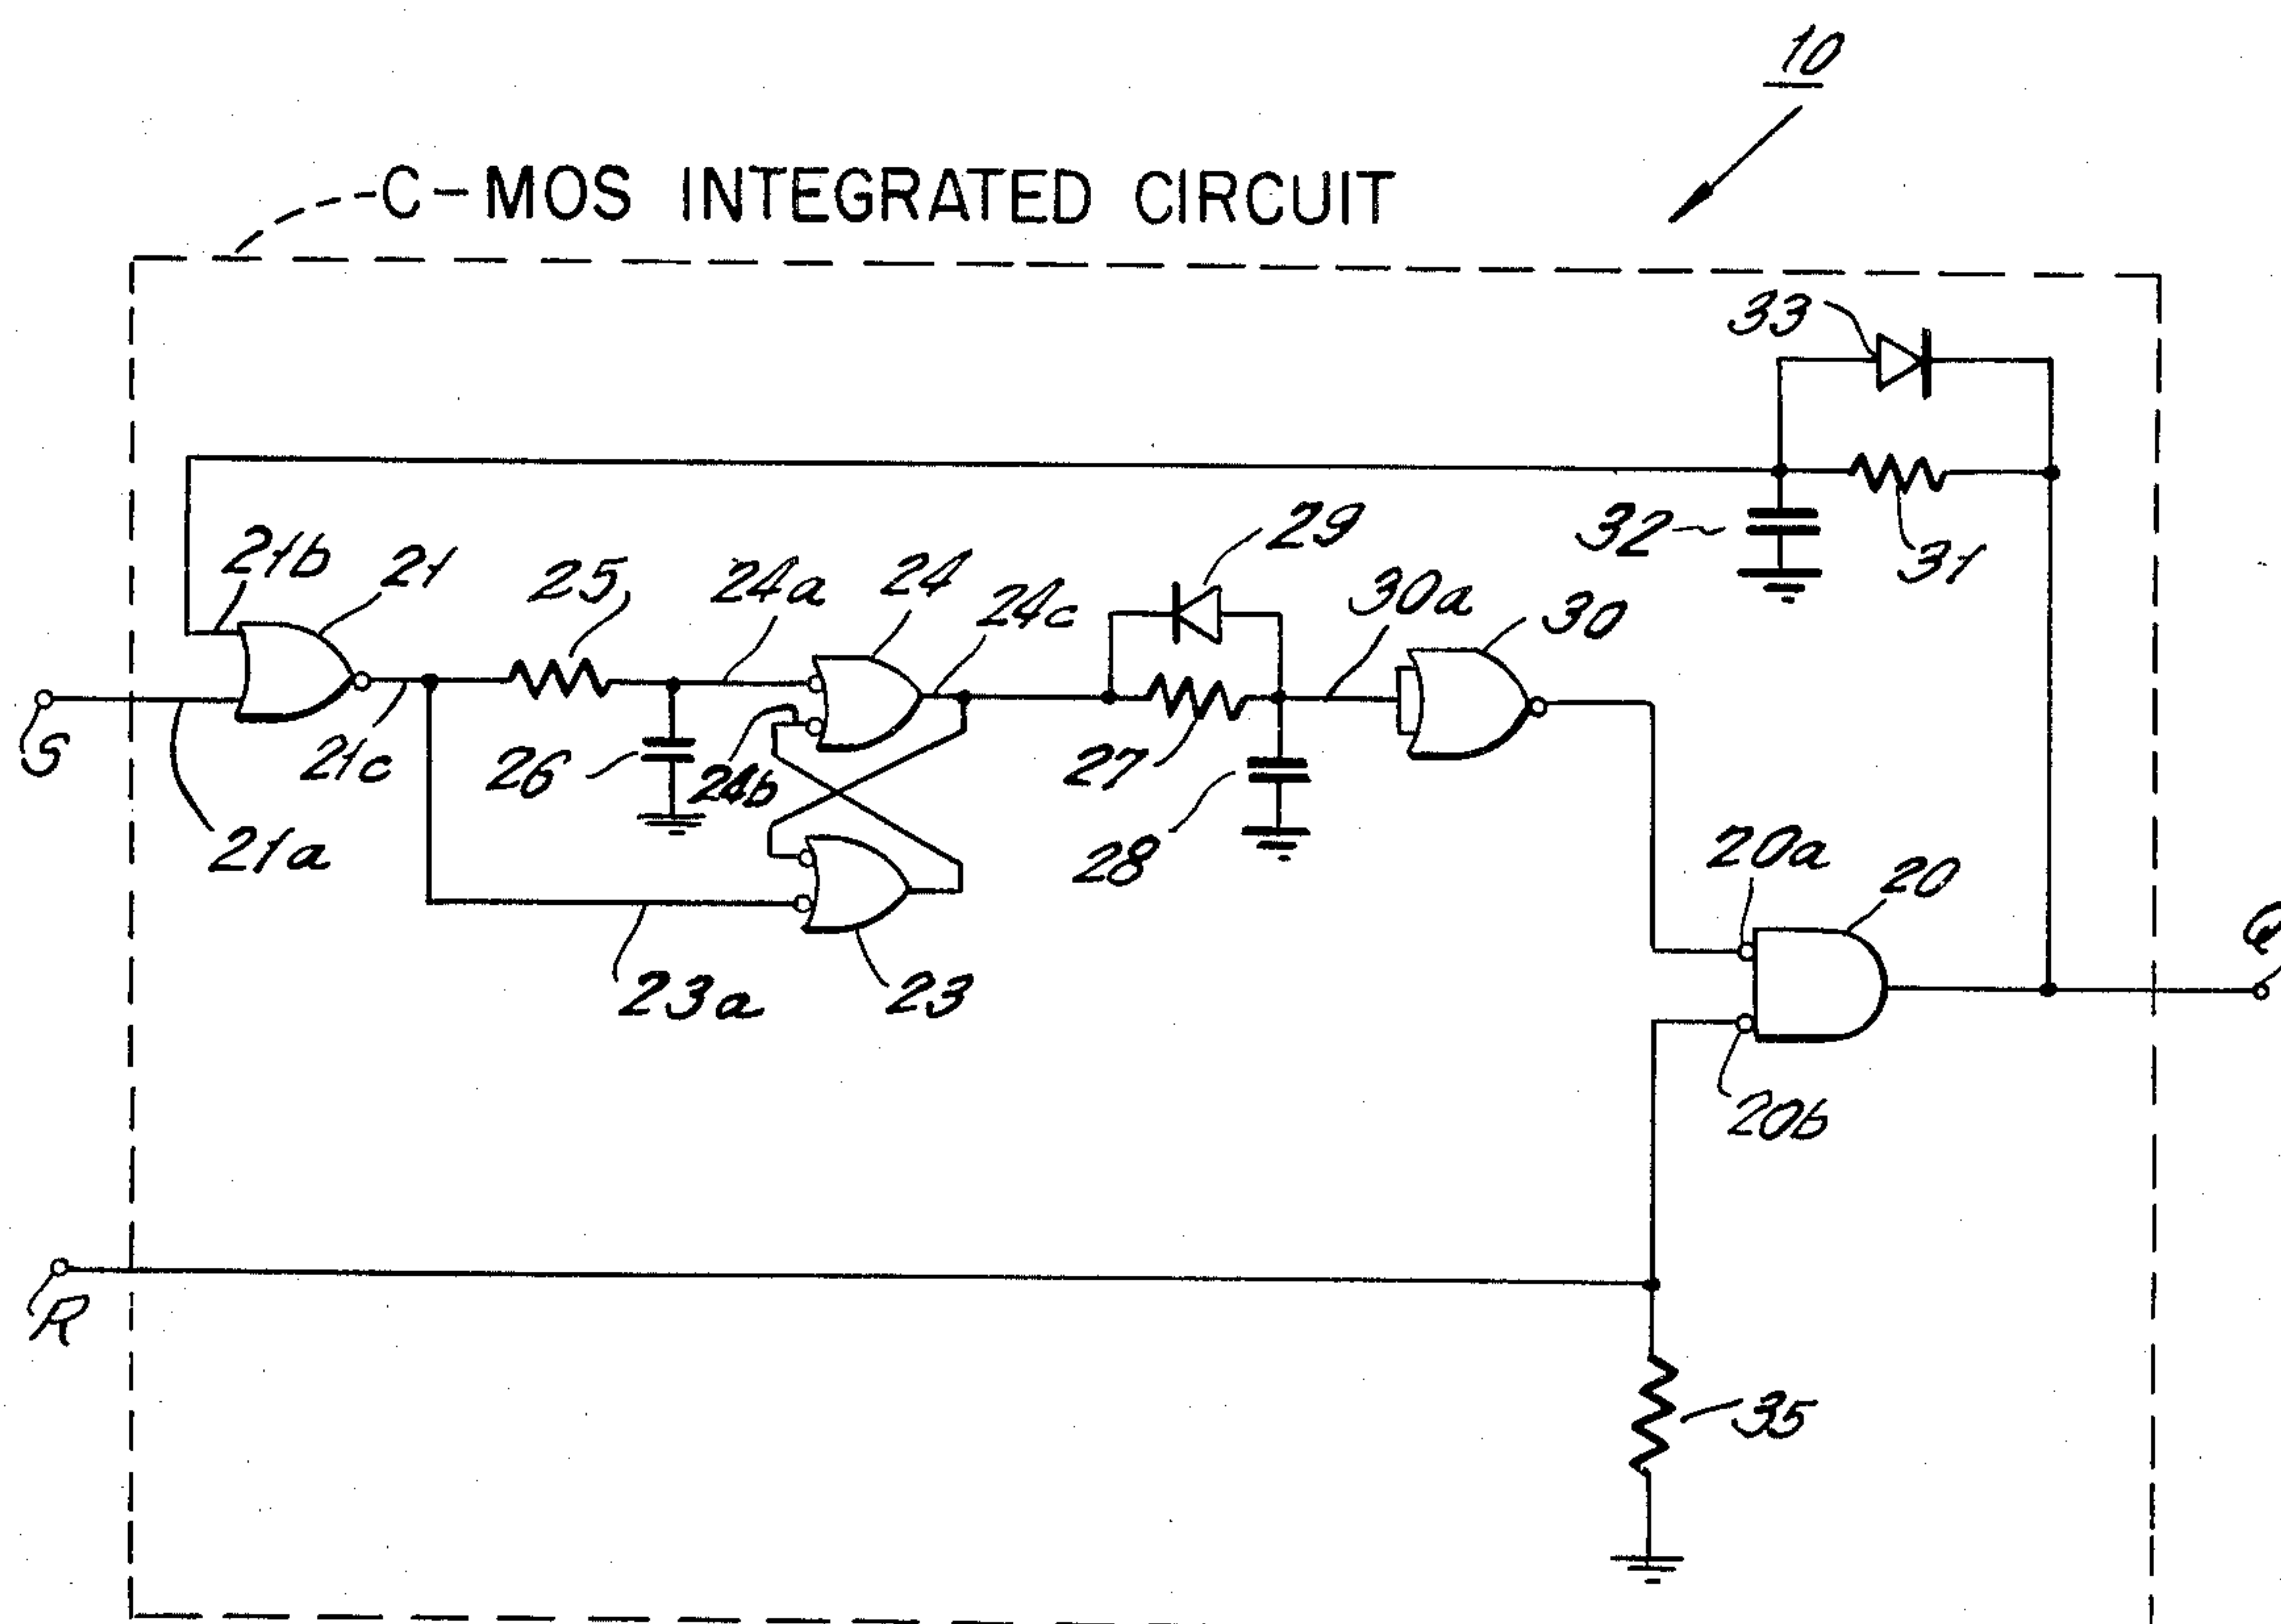 10
C-MOS INTEGRATED CIRCUIT
33
32
31
21b
21
25
24a
24
24c
29
30a
30
S
21c
26
24b
27
28
21a
20a
20
Q
23a
23
20b
R
35